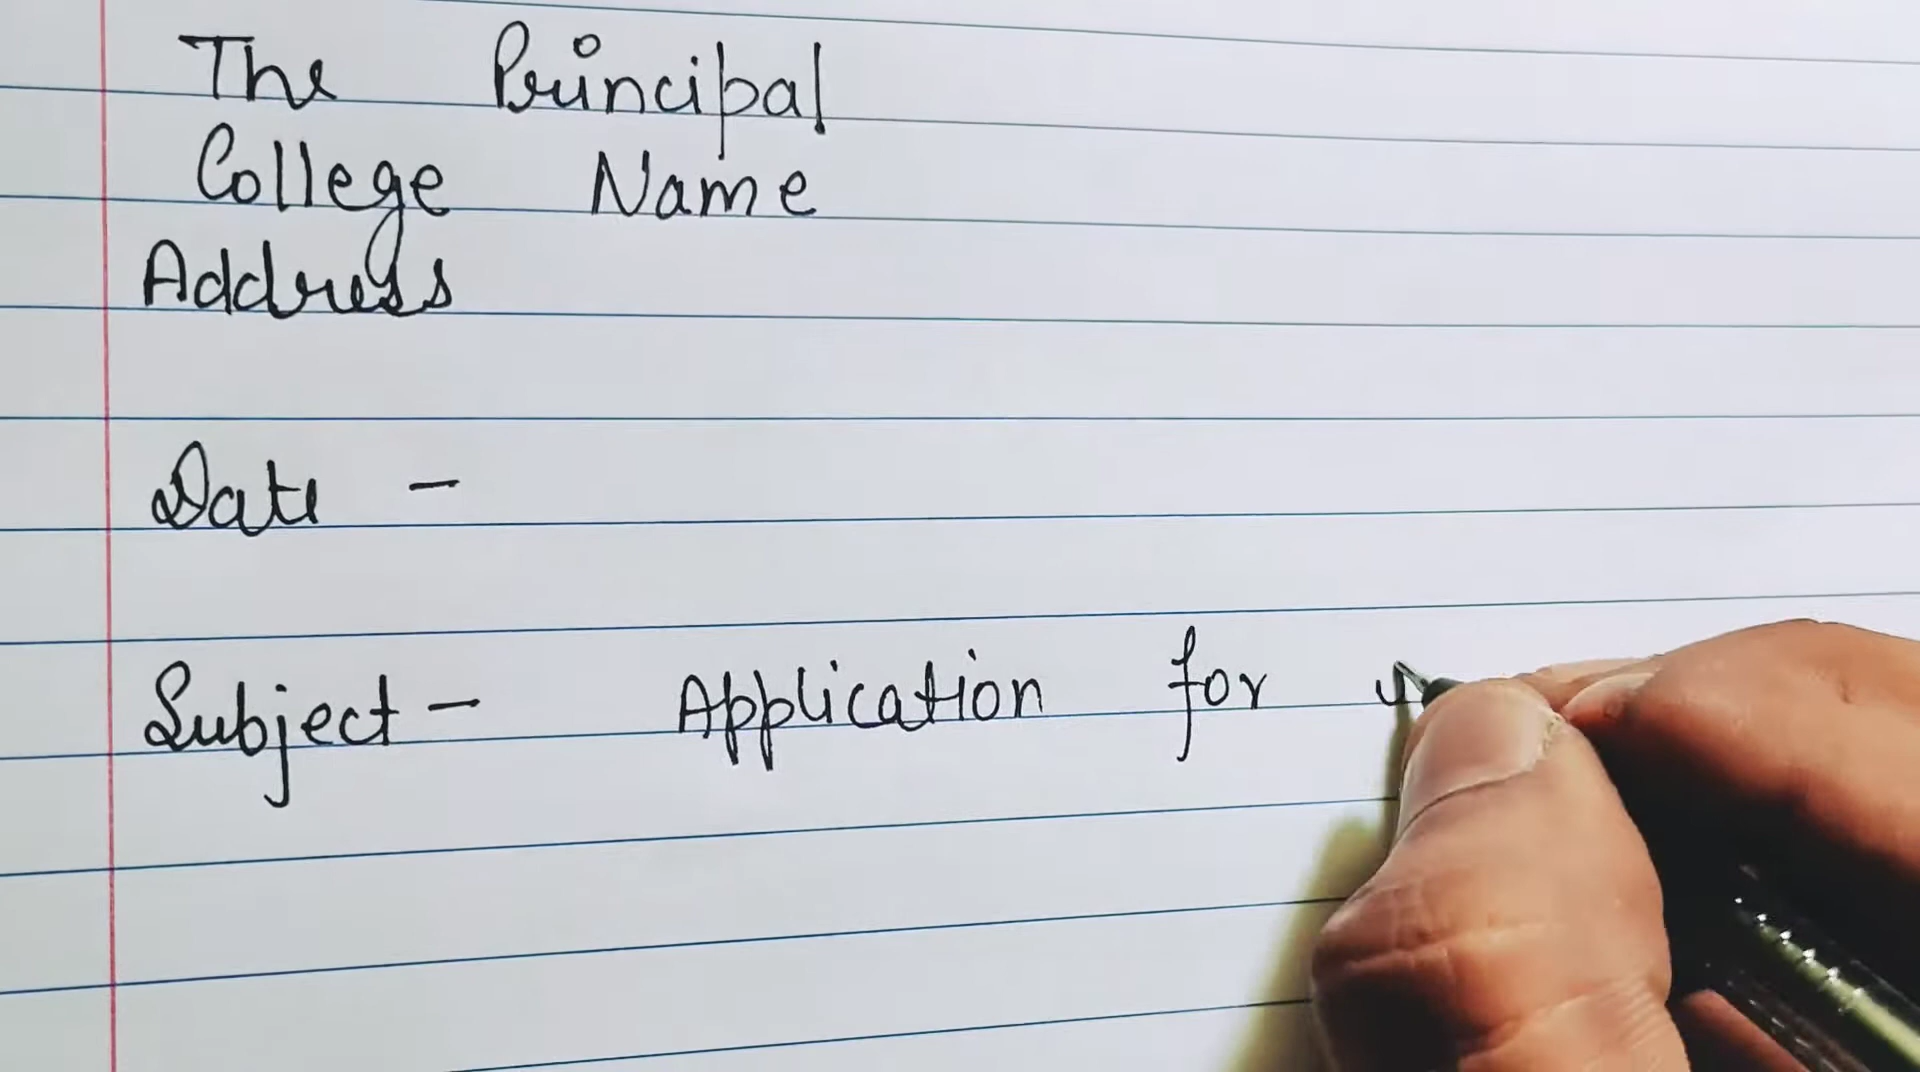 The Principal
College Name
Address
Date -
Subject - Application for